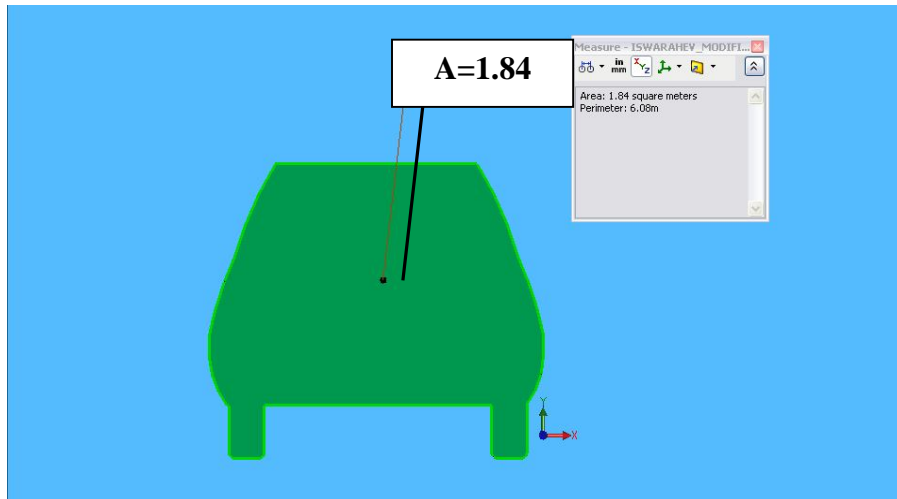 Measure - ISWARAHEV_MODIFI...
A=1.84
in
mm
X Y Z
Area: 1.84 square meters
Perimeter: 6.08m
Y
X